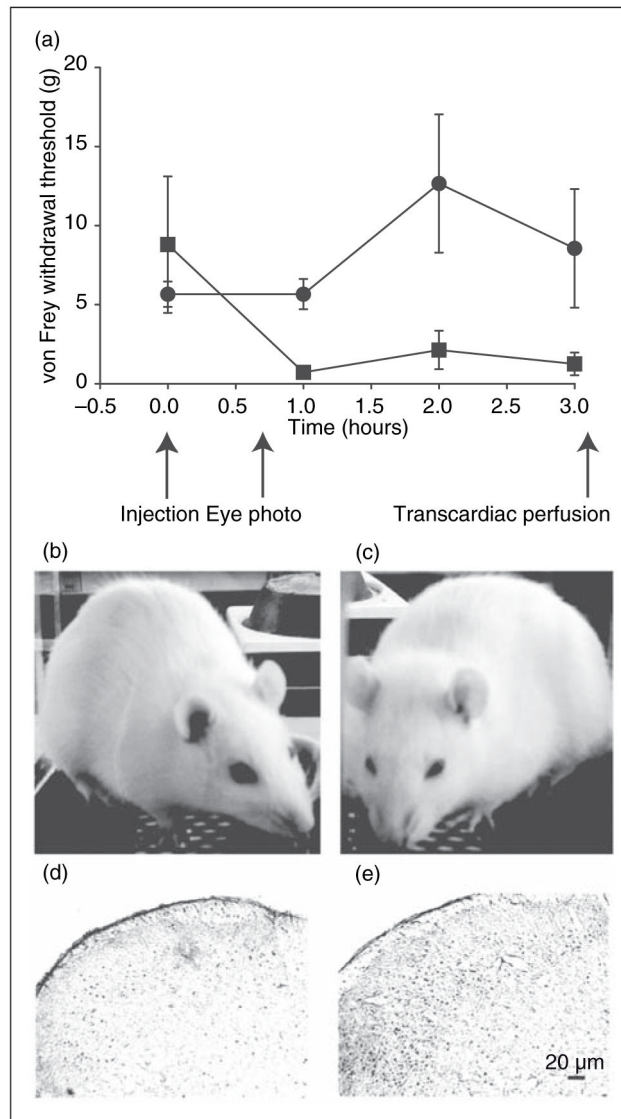 (a)
von Frey withdrawal threshold (g)
20
15
10
5
0
–0.5 0.0 0.5 1.0 1.5 2.0 2.5 3.0
Time (hours)
Injection Eye photo Transcardiac perfusion
(b) (c)
(d) (e)
20 µm